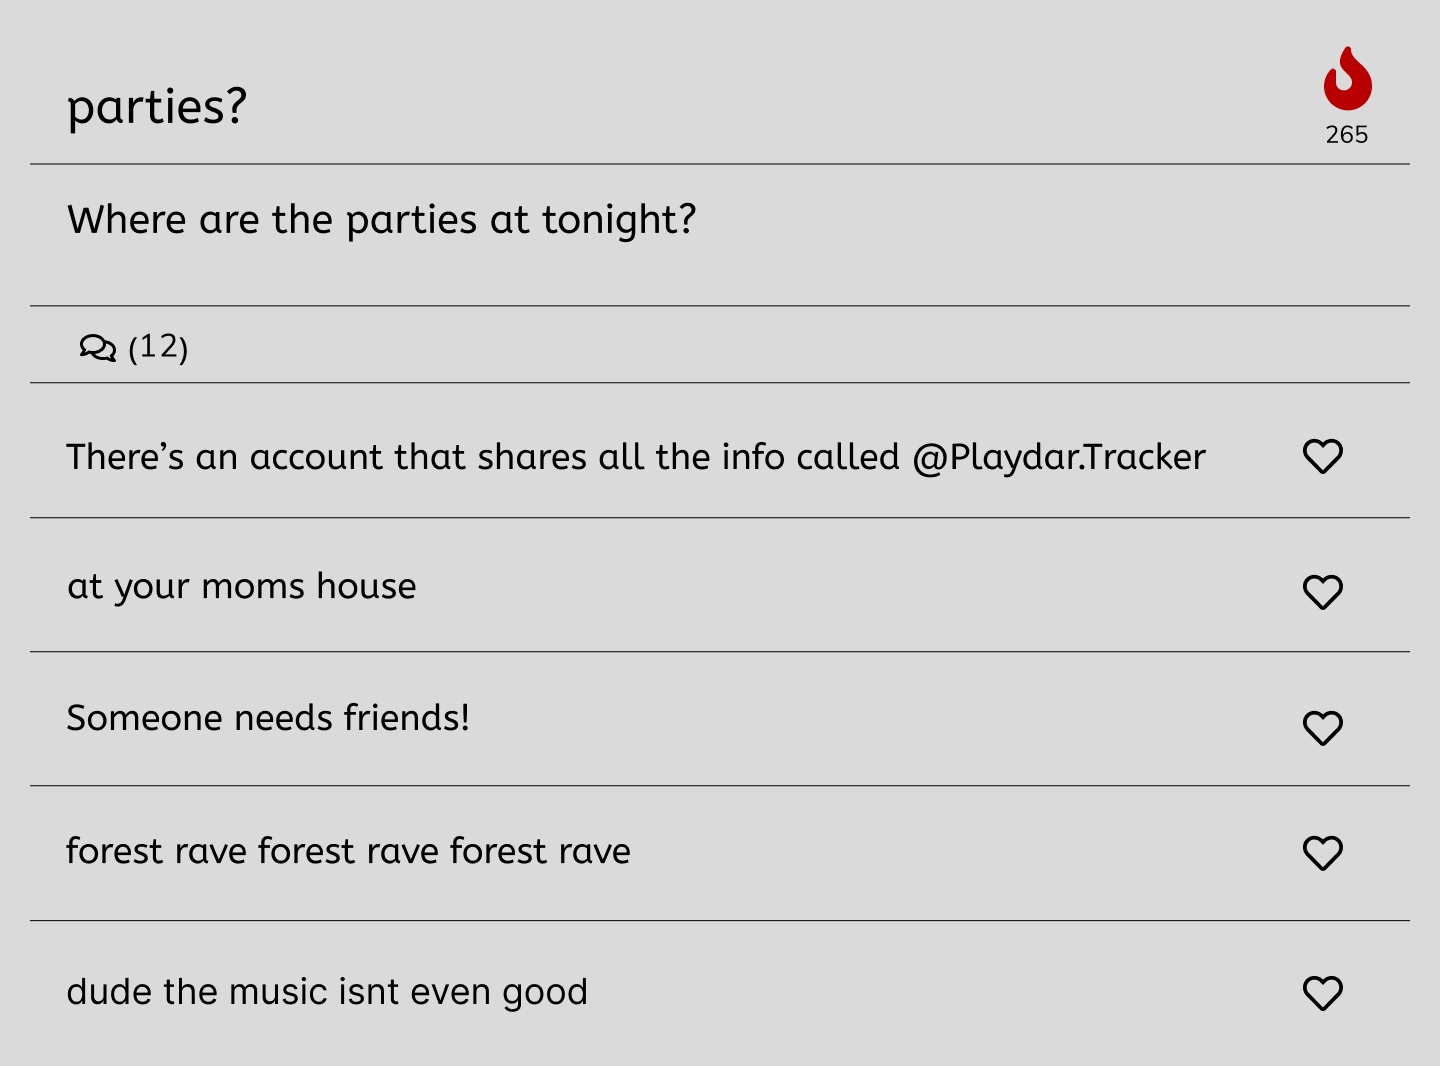 parties?
265
Where are the parties at tonight?
(12)
There’s an account that shares all the info called @Playdar.Tracker
at your moms house
Someone needs friends!
forest rave forest rave forest rave
dude the music isnt even good